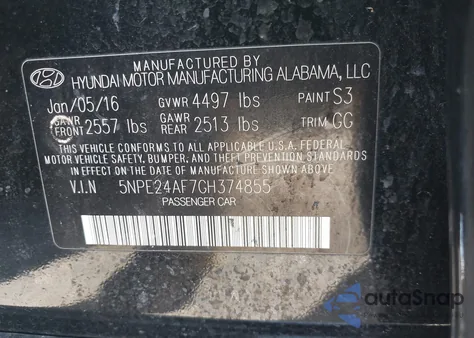 MANUFACTURED BY
HYUNDAI MOTOR MANUFACTURING ALABAMA, LLC
Jan/05/16 GVWR 4497 lbs PAINT S3
GAWR FRONT 2557 lbs GAWR REAR 2513 lbs TRIM GG
THIS VEHICLE CONFORMS TO ALL APPLICABLE U.S.A. FEDERAL
MOTOR VEHICLE SAFETY, BUMPER, AND THEFT PREVENTION
STANDARDS IN EFFECT ON THE DATE OF MANUFACTURE SHOWN ABOVE
V.I.N 5NPE24AF7GH374855
PASSENGER CAR
autoSnap